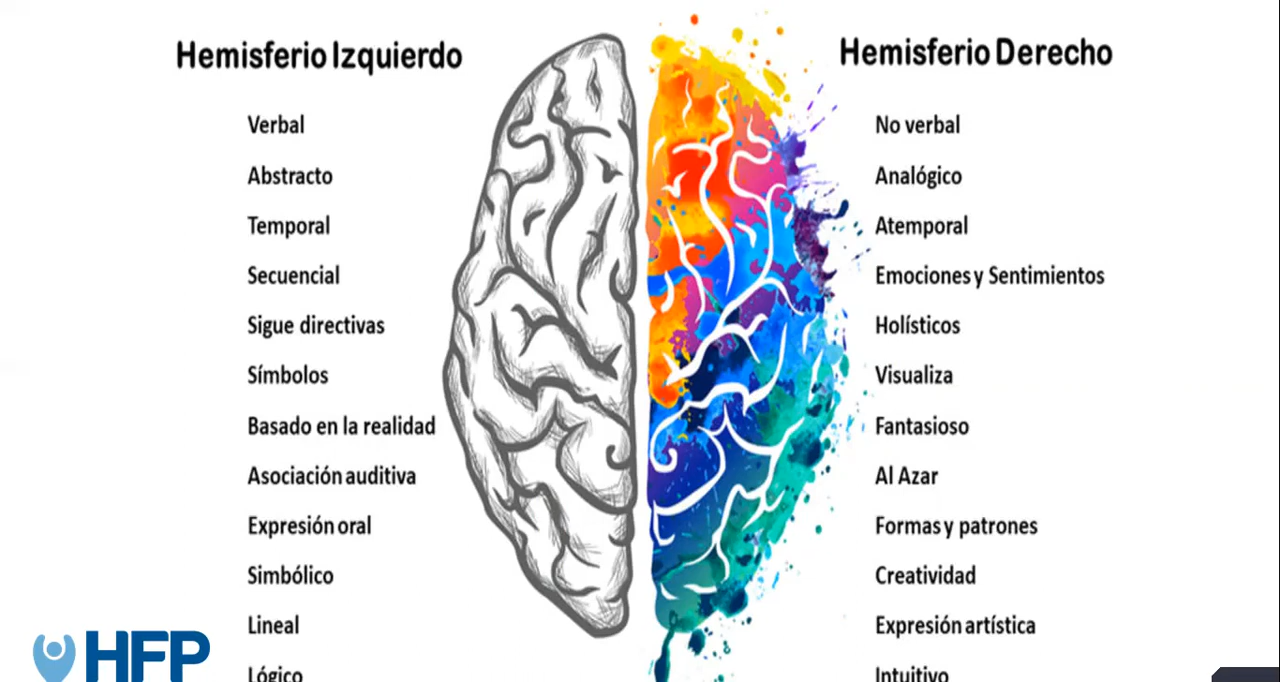 Hemisferio Izquierdo
Verbal
Abstracto
Temporal
Secuencial
Sigue directivas
Símbolos
Basado en la realidad
Asociación auditiva
Expresión oral
Simbólico
Lineal
Lógico
Hemisferio Derecho
No verbal
Analógico
Atemporal
Emociones y Sentimientos
Holísticos
Visualiza
Fantasioso
Al Azar
Formas y patrones
Creatividad
Expresión artística
Intuitivo
HFP